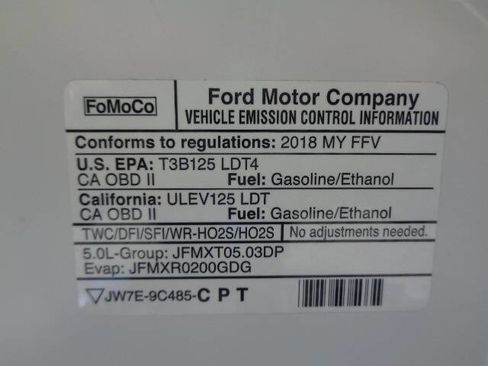 FoMoCo
Ford Motor Company
VEHICLE EMISSION CONTROL INFORMATION
Conforms to regulations: 2018 MY FFV
U.S. EPA: T3B125 LDT4
CA OBD II Fuel: Gasoline/Ethanol
California: ULEV125 LDT
CA OBD II Fuel: Gasoline/Ethanol
TWC/DFI/SFI/WR-HO2S/HO2S No adjustments needed.
5.0L-Group: JFMXT05.03DP
Evap: JFMXR0200GDG
JW7E-9C485-C P T